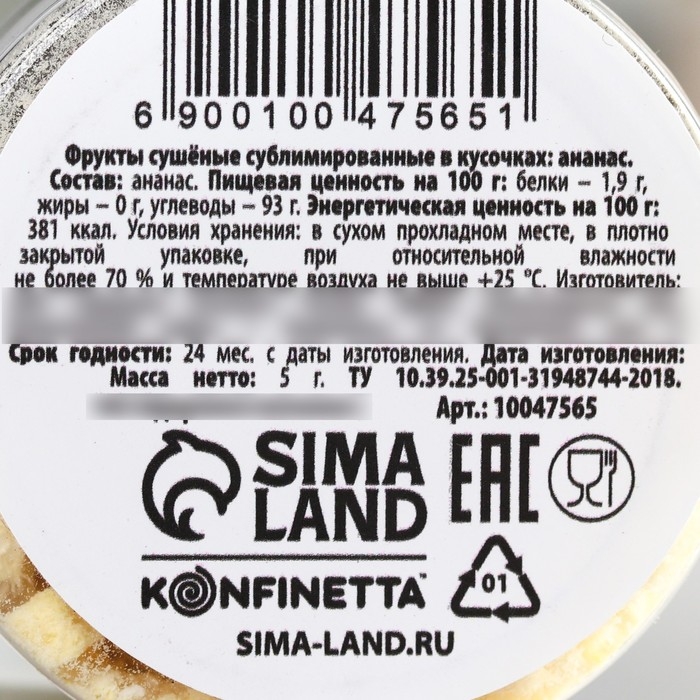 6 900100 475651
Фрукты сушёные сублимированные в кусочках: ананас.
Состав: ананас. Пищевая ценность на 100 г: белки – 1,9 г,
жиры – 0 г, углеводы – 93 г. Энергетическая ценность на 100 г:
381 ккал. Условия хранения: в сухом прохладном месте, в плотно
закрытой упаковке, при относительной влажности
не более 70 % и температуре воздуха не выше +25 °С. Изготовитель:
Срок годности: 24 мес. с даты изготовления. Дата изготовления:
Масса нетто: 5 г. ТУ 10.39.25-001-31948744-2018.
Арт.: 10047565
SIMA
LAND
EAC
KONFINETTA™
01
SIMA-LAND.RU